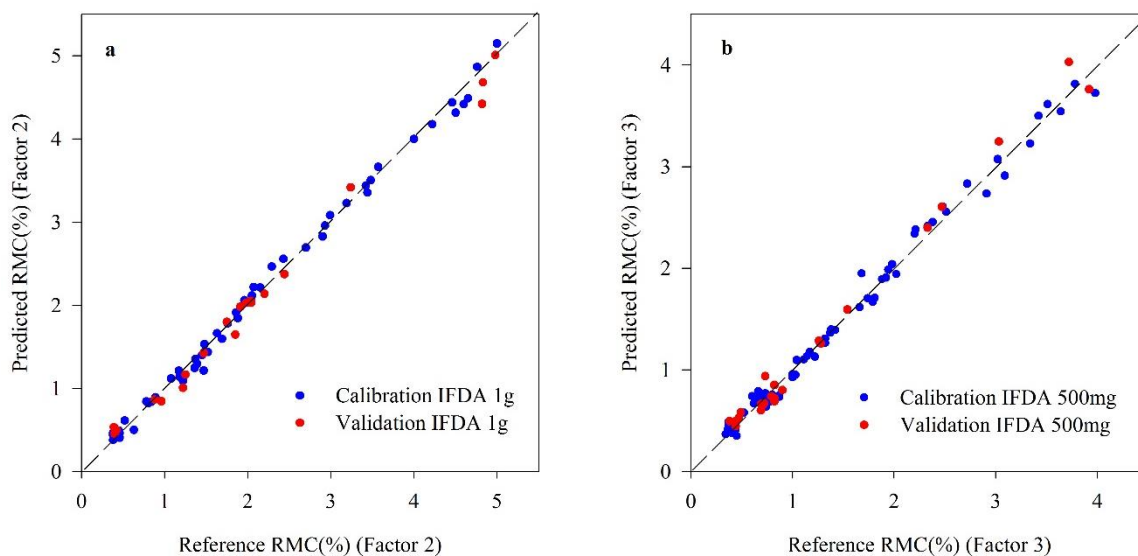 a
Predicted RMC(%) (Factor 2)
5
4
3
2
1
0
Calibration IFDA 1g
Validation IFDA 1g
0 1 2 3 4 5
Reference RMC(%) (Factor 2)
b
Predicted RMC(%) (Factor 3)
4
3
2
1
0
Calibration IFDA 500mg
Validation IFDA 500mg
0 1 2 3 4
Reference RMC(%) (Factor 3)